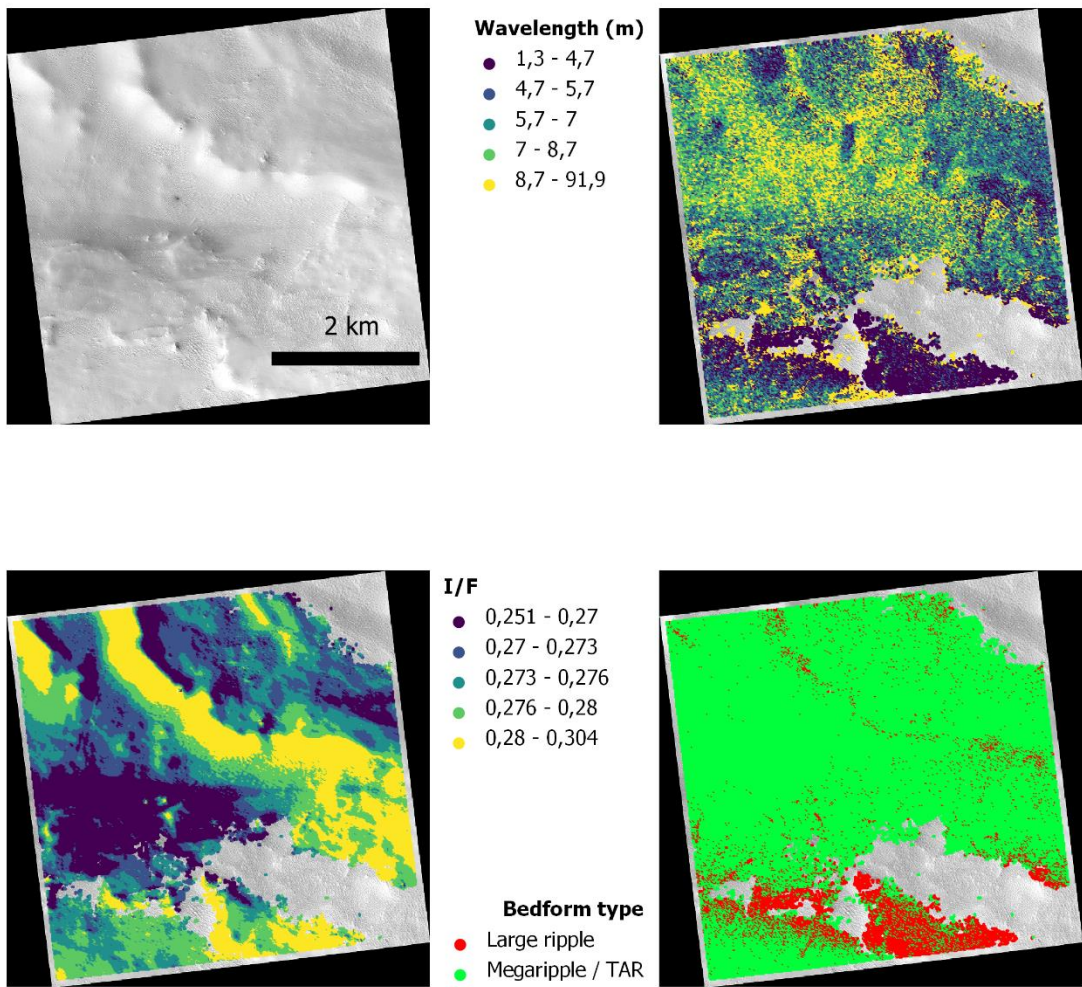 Wavelength (m)
1,3 - 4,7
4,7 - 5,7
5,7 - 7
7 - 8,7
8,7 - 91,9
2 km
I/F
0,251 - 0,27
0,27 - 0,273
0,273 - 0,276
0,276 - 0,28
0,28 - 0,304
Bedform type
Large ripple
Megaripple / TAR